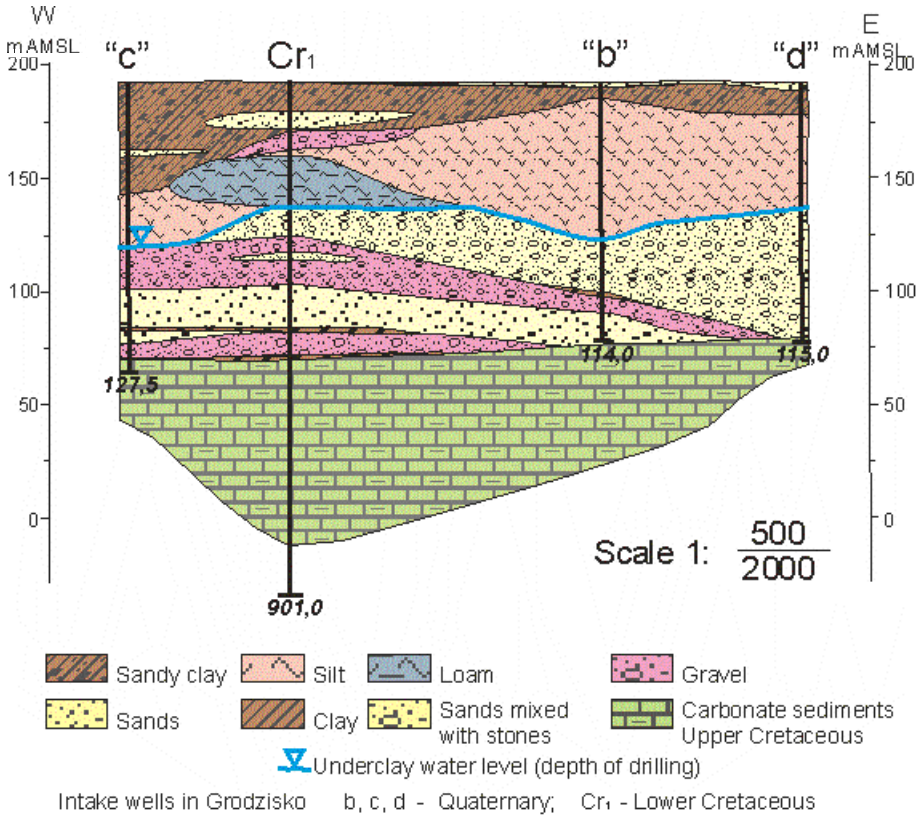 W
E
m AMSL
"c"
Cr₁
"b"
"d"
m AMSL
200
200
150
150
100
100
50
50
0
0
127,5
114,0
115,0
901,0
Scale 1: 500
2000
Sandy clay
Silt
Loam
Gravel
Sands
Clay
Sands mixed
with stones
Carbonate sediments
Upper Cretaceous
Underclay water level (depth of drilling)
Intake wells in Grodzisko b, c, d - Quaternary; Cr₁ - Lower Cretaceous